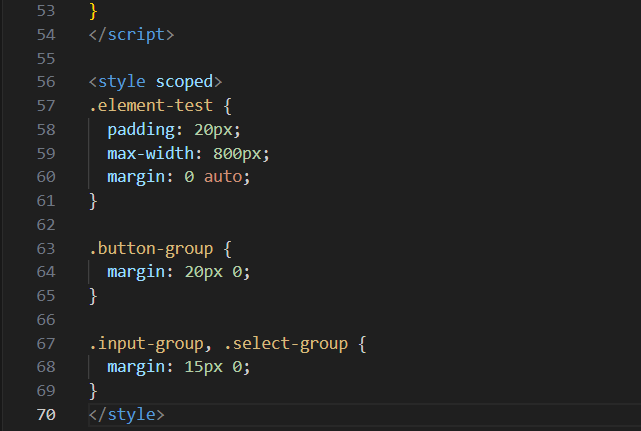 53 }
54 </script>
55
56 <style scoped>
57 .element-test {
58   padding: 20px;
59   max-width: 800px;
60   margin: 0 auto;
61 }
62
63 .button-group {
64   margin: 20px 0;
65 }
66
67 .input-group, .select-group {
68   margin: 15px 0;
69 }
70 </style>